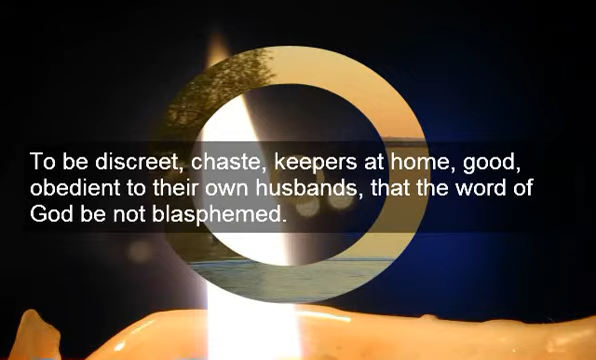 To be discreet, chaste, keepers at home, good,
obedient to their own husbands, that the word of
God be not blasphemed.